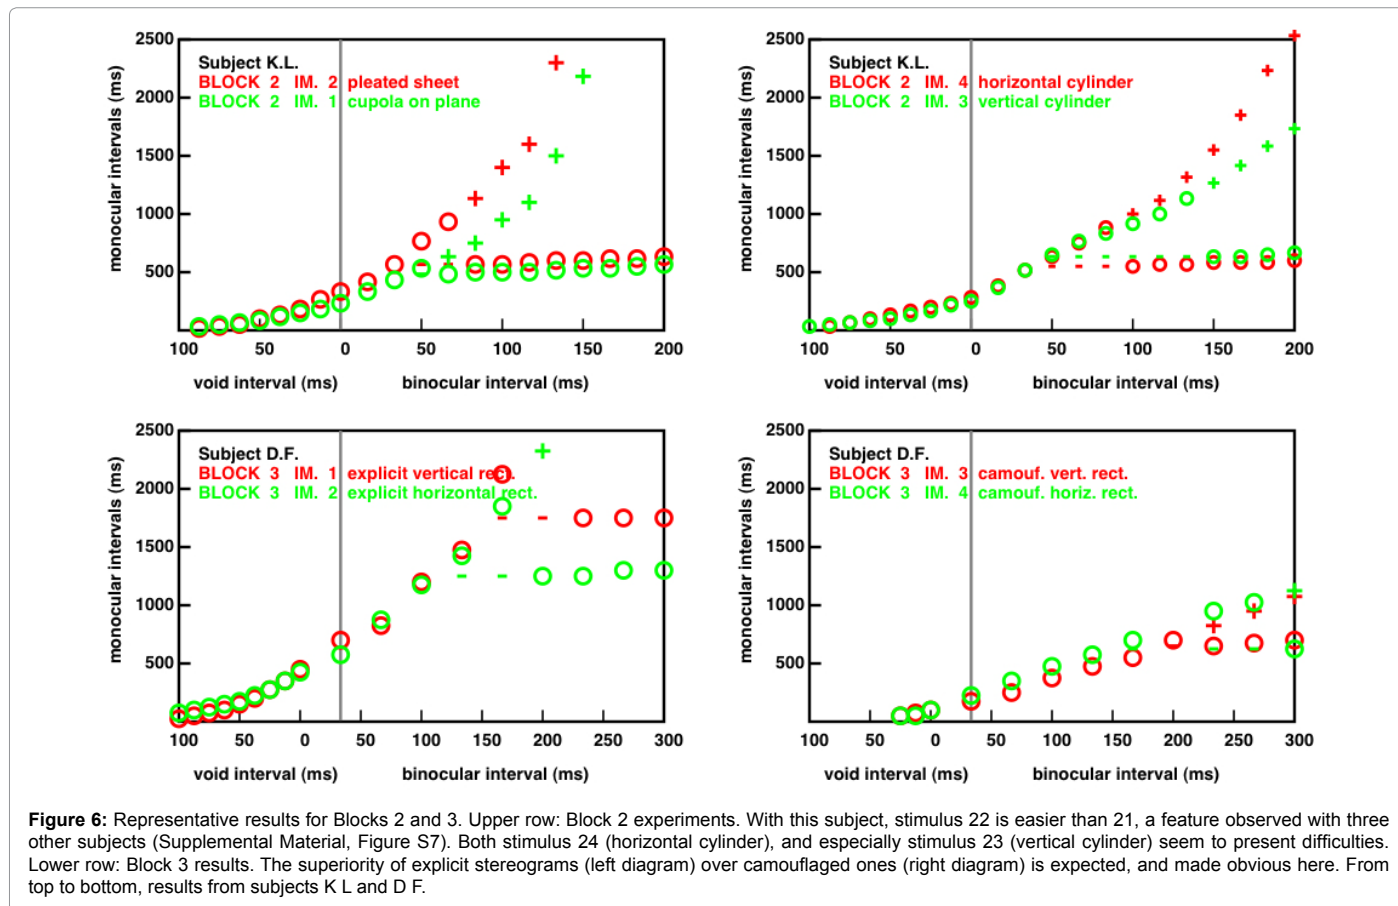 2500
2000
1500
1000
500
monocular intervals (ms)
Subject K.L.
BLOCK 2 IM. 2 pleated sheet
BLOCK 2 IM. 1 cupola on plane
100 50 0 50 100 150 200
void interval (ms) binocular interval (ms)
2500
2000
1500
1000
500
monocular intervals (ms)
Subject K.L.
BLOCK 2 IM. 4 horizontal cylinder
BLOCK 2 IM. 3 vertical cylinder
100 50 0 50 100 150 200
void interval (ms) binocular interval (ms)
2500
2000
1500
1000
500
monocular intervals (ms)
Subject D.F.
BLOCK 3 IM. 1 explicit vertical rect.
BLOCK 3 IM. 2 explicit horizontal rect.
100 50 0 50 100 150 200 250 300
void interval (ms) binocular interval (ms)
2500
2000
1500
1000
500
monocular intervals (ms)
Subject D.F.
BLOCK 3 IM. 3 camouf. vert. rect.
BLOCK 3 IM. 4 camouf. horiz. rect.
100 50 0 50 100 150 200 250 300
void interval (ms) binocular interval (ms)
Figure 6: Representative results for Blocks 2 and 3. Upper row: Block 2 experiments. With this subject, stimulus 22 is easier than 21, a feature observed with three
other subjects (Supplemental Material, Figure S7). Both stimulus 24 (horizontal cylinder), and especially stimulus 23 (vertical cylinder) seem to present difficulties.
Lower row: Block 3 results. The superiority of explicit stereograms (left diagram) over camouflaged ones (right diagram) is expected, and made obvious here. From
top to bottom, results from subjects K L and D F.